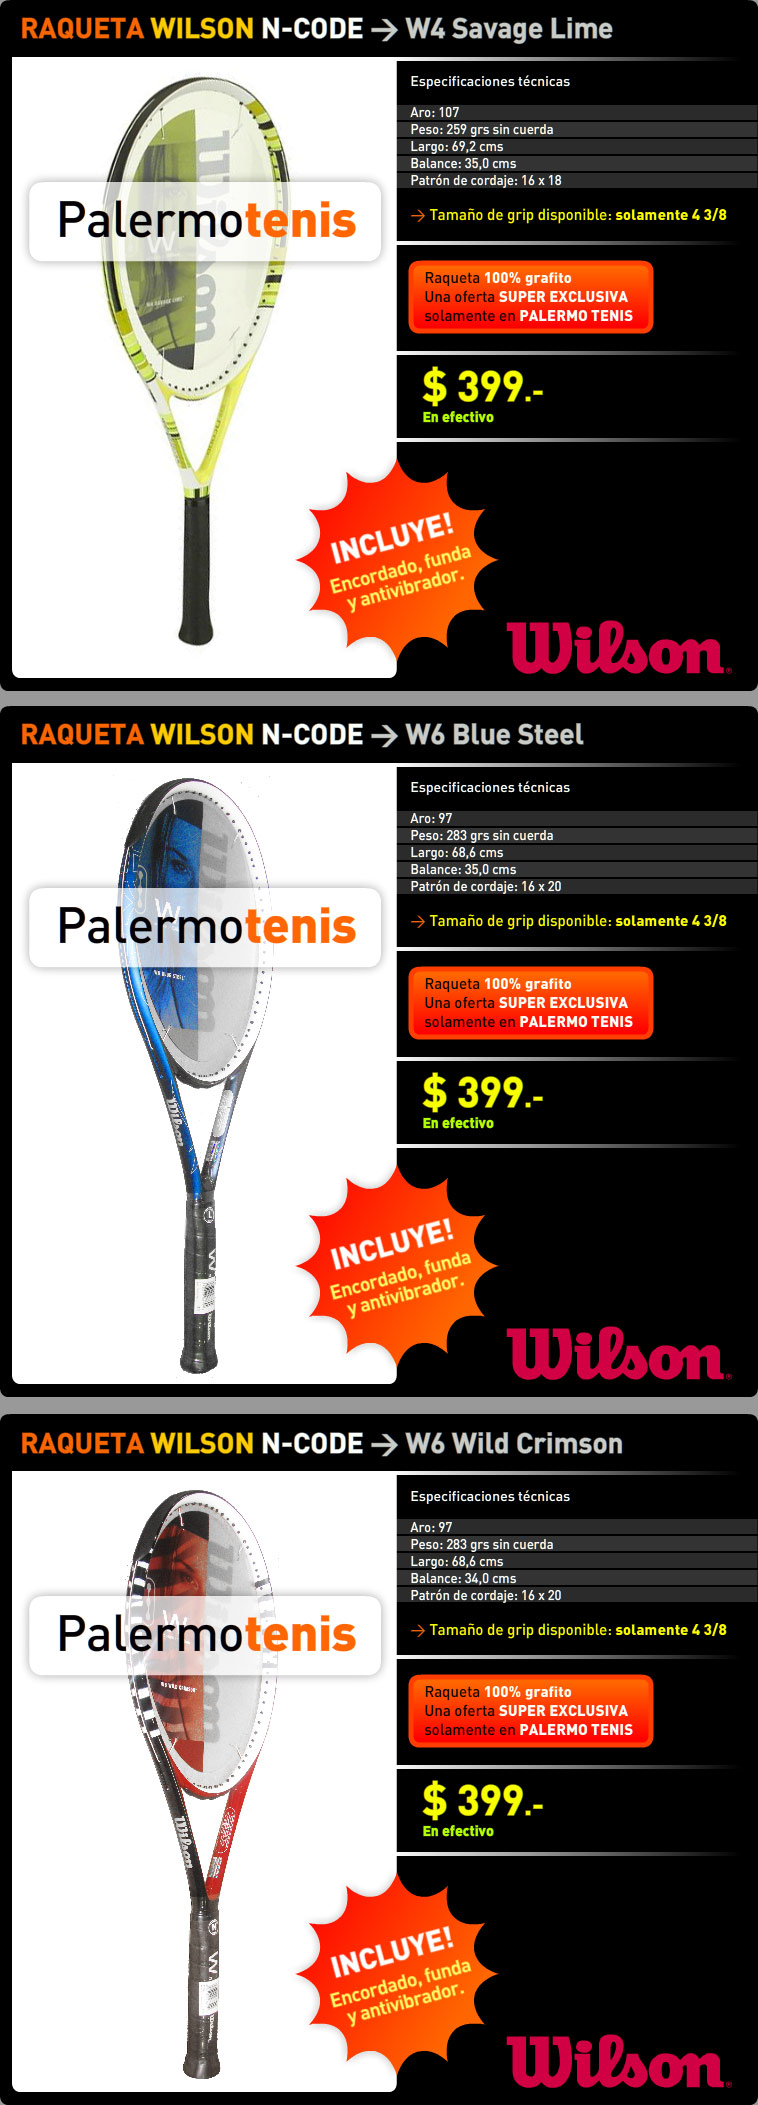 RAQUETA WILSON N-CODE → W4 Savage Lime
Especificaciones técnicas
Aro: 107
Peso: 259 grs sin cuerda
Largo: 69,2 cms
Balance: 35,0 cms
Patrón de cordaje: 16 x 18
→ Tamaño de grip disponible: solamente 4 3/8
Palermotenis
Raqueta 100% grafito
Una oferta SUPER EXCLUSIVA
solamente en PALERMO TENIS
$ 399.-
En efectivo
INCLUYE!
Encordado, funda
y antivibrador.
Wilson
RAQUETA WILSON N-CODE → W6 Blue Steel
Especificaciones técnicas
Aro: 97
Peso: 283 grs sin cuerda
Largo: 68,6 cms
Balance: 35,0 cms
Patrón de cordaje: 16 x 20
→ Tamaño de grip disponible: solamente 4 3/8
Palermotenis
W6 BLUE STEEL
Raqueta 100% grafito
Una oferta SUPER EXCLUSIVA
solamente en PALERMO TENIS
$ 399.-
En efectivo
Wilson
INCLUYE!
Encordado, funda
y antivibrador.
Wilson
RAQUETA WILSON N-CODE → W6 Wild Crimson
Especificaciones técnicas
Aro: 97
Peso: 283 grs sin cuerda
Largo: 68,6 cms
Balance: 34,0 cms
Patrón de cordaje: 16 x 20
→ Tamaño de grip disponible: solamente 4 3/8
Palermotenis
W6 WILD CRIMSON
Raqueta 100% grafito
Una oferta SUPER EXCLUSIVA
solamente en PALERMO TENIS
$ 399.-
En efectivo
Wilson
INCLUYE!
Encordado, funda
y antivibrador.
Wilson